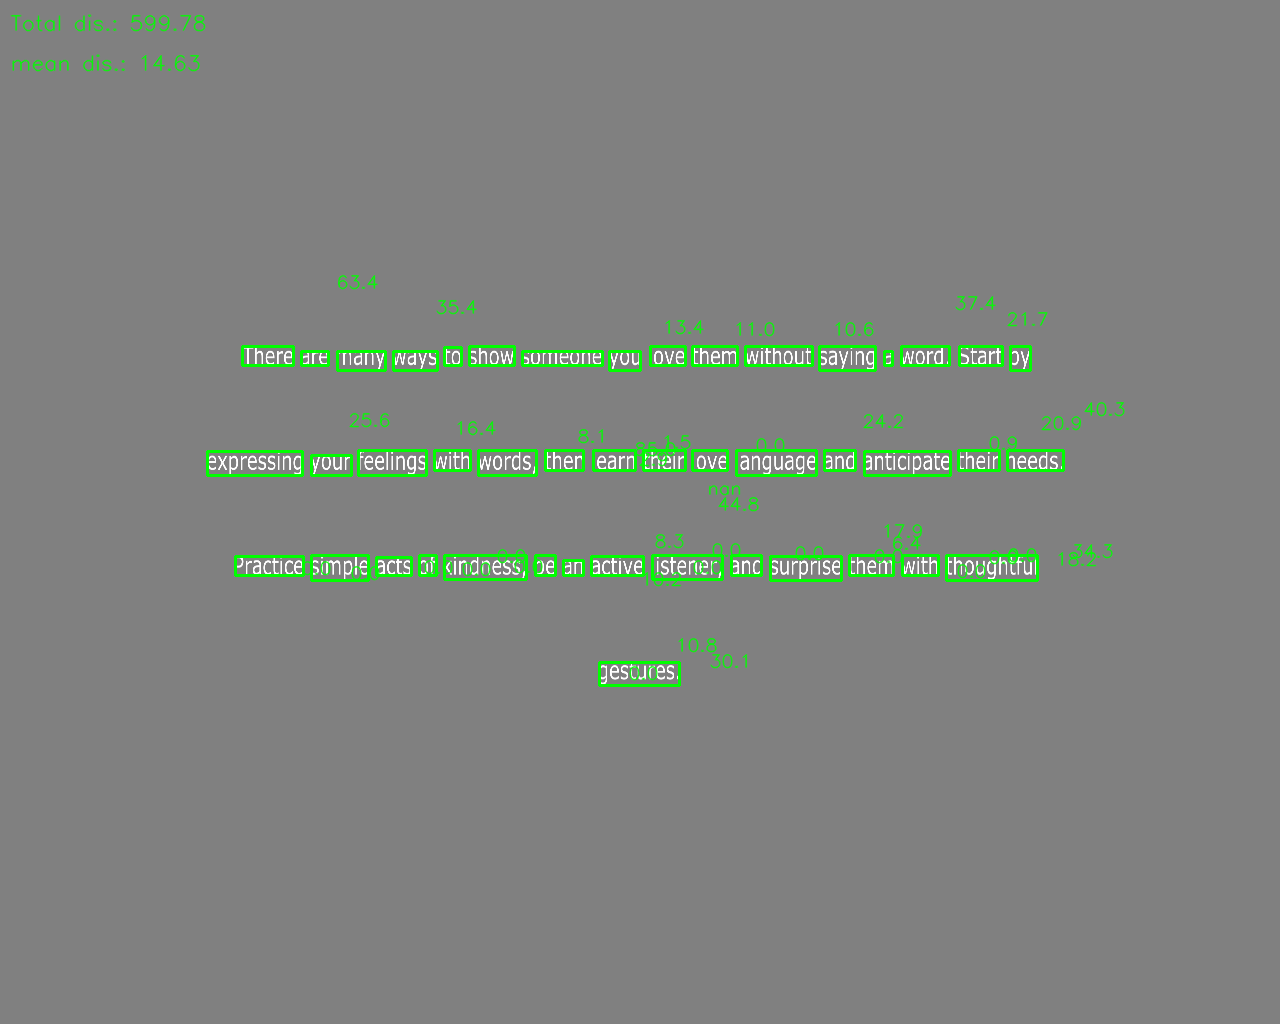 Total dis.: 599.78
mean dis.: 14.63
63.4
35.4
37.4
21.7
13.4 11.0 10.6
There are many ways to show someone you love them without saying a word. Start by
40.3
25.6 16.4 24.2 20.9
8.1 1.5 0.0 0.9
expressing your feelings with words, then learn their love language and anticipate their needs.
nan
44.8
17.9
8.3 6.4
0.0 0.0 34.3
18.2
Practice simple acts of kindness, be an active listener, and surprise them with thoughtful
10.8
30.1
gestures.